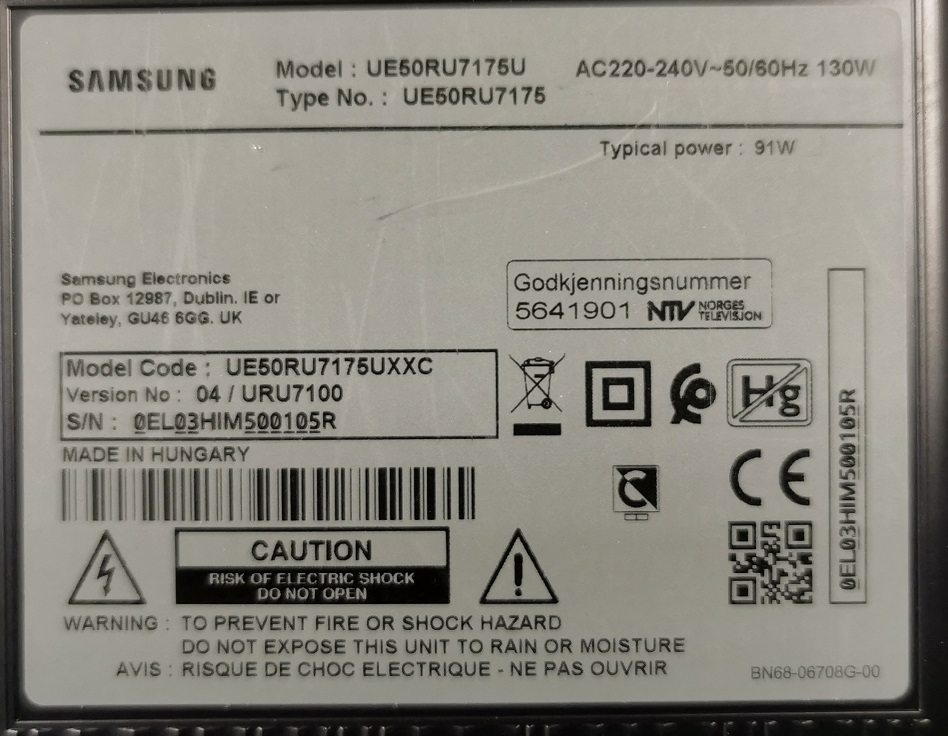 SAMSUNG
Model : UE50RU7175U
Type No. : UE50RU7175
AC220-240V~50/60Hz 130W
Typical power : 91W
Samsung Electronics
PO Box 12987, Dublin. IE or
Yateley, GU46 6GG. UK
Godkjenningsnummer
5641901 NTV NORGES
TELEVISJON
Model Code : UE50RU7175UXXC
Version No : 04 / URU7100
S/N : 0EL03HIM500105R
Hg
MADE IN HUNGARY
CE
0EL03HIM500105R
CAUTION
RISK OF ELECTRIC SHOCK
DO NOT OPEN
WARNING : TO PREVENT FIRE OR SHOCK HAZARD
DO NOT EXPOSE THIS UNIT TO RAIN OR MOISTURE
AVIS : RISQUE DE CHOC ELECTRIQUE - NE PAS OUVRIR
BN68-06708G-00